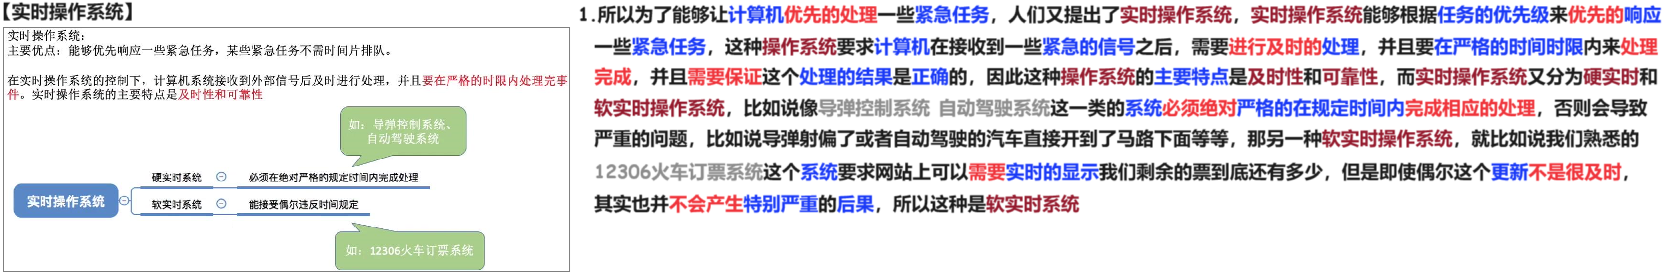 【实时操作系统】
实时操作系统:
主要优点：能够优先响应一些紧急任务，某些紧急任务不需时间片排队。
在实时操作系统的控制下，计算机系统接收到外部信号后及时进行处理，并且要在严格的时限内处理完事
件。实时操作系统的主要特点是及时性和可靠性
如：导弹控制系统、
自动驾驶系统
硬实时系统
必须在绝对严格的规定时间内完成处理
实时操作系统
软实时系统
能接受偶尔违反时间规定
如：12306火车订票系统
1.所以为了能够让计算机优先的处理一些紧急任务，人们又提出了实时操作系统，实时操作系统能够根据任务的优先级来优先的响应
一些紧急任务，这种操作系统要求计算机在接收到一些紧急的信号之后，需要进行及时的处理，并且要在严格的时间时限内来处理
完成，并且需要保证这个处理的结果是正确的，因此这种操作系统的主要特点是及时性和可靠性，而实时操作系统又分为硬实时和
软实时操作系统，比如说像导弹控制系统 自动驾驶系统这一类的系统必须绝对严格的在规定时间内完成相应的处理，否则会导致
严重的问题，比如说导弹射偏了或者自动驾驶的汽车直接开到了马路下面等等，那另一种软实时操作系统，就比如说我们熟悉的
12306火车订票系统这个系统要求网站上可以需要实时的显示我们剩余的票到底还有多少，但是即使偶尔这个更新不是很及时，
其实也并不会产生特别严重的后果，所以这种是软实时系统